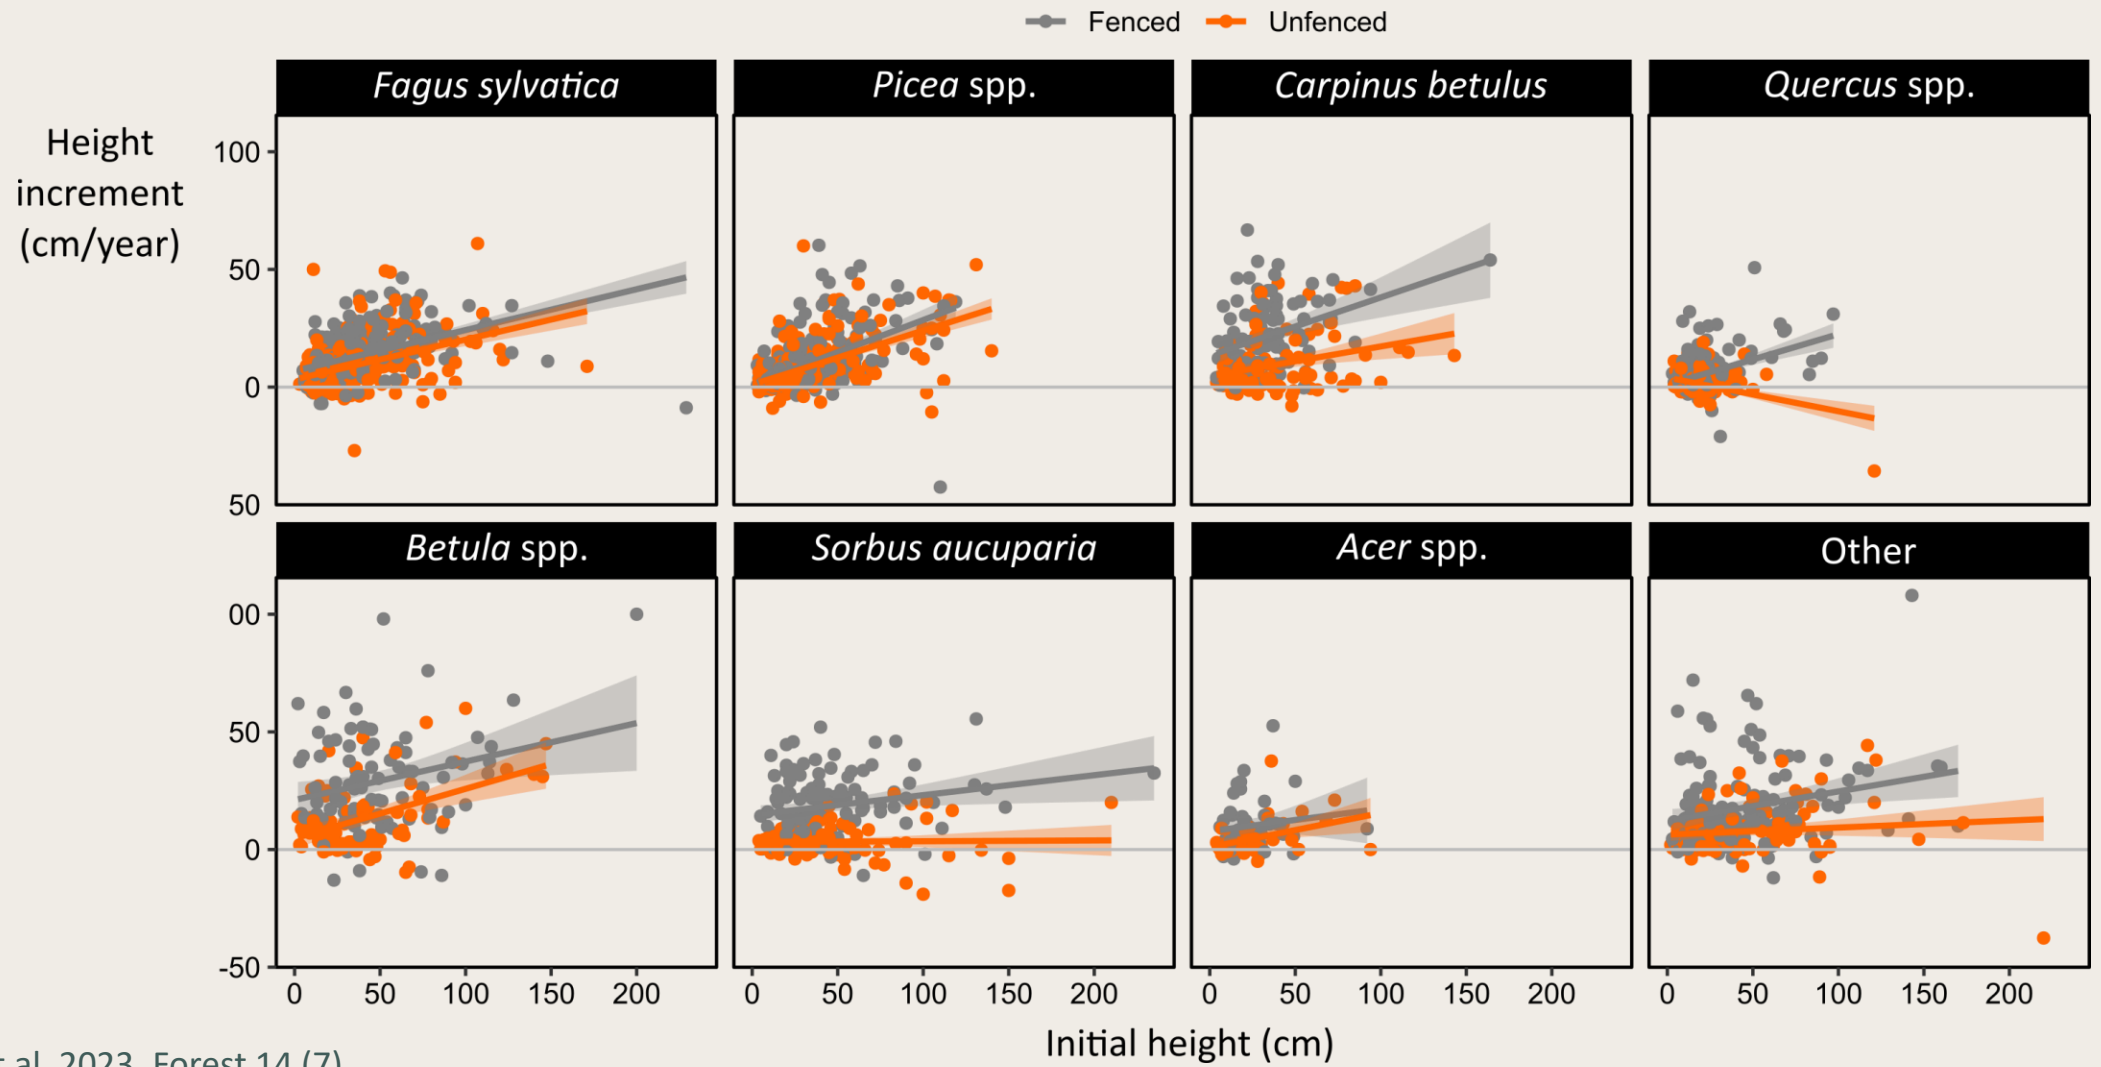 Fenced Unfenced
Fagus sylvatica Picea spp. Carpinus betulus Quercus spp.
Height
increment
(cm/year)
100
50
0
50
Betula spp. Sorbus aucuparia Acer spp. Other
00
50
0
-50
0 50 100 150 200 0 50 100 150 200 0 50 100 150 200 0 50 100 150 200
Initial height (cm)
al. 2023, Forest 14 (7)